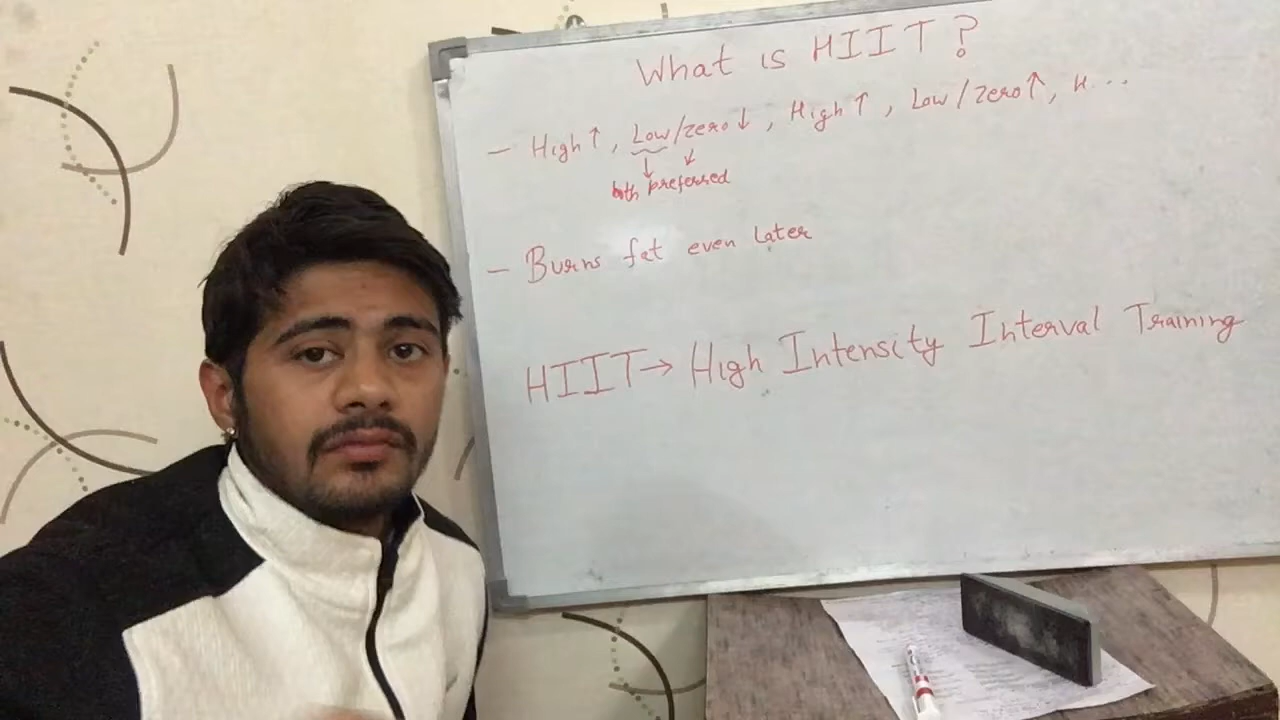 What is HIIT?
– High↑, Low/zero↓, High↑, Low/zero↑, H...
both preferred
– Burns fat even later
HIIT→ High Intensity Interval Training